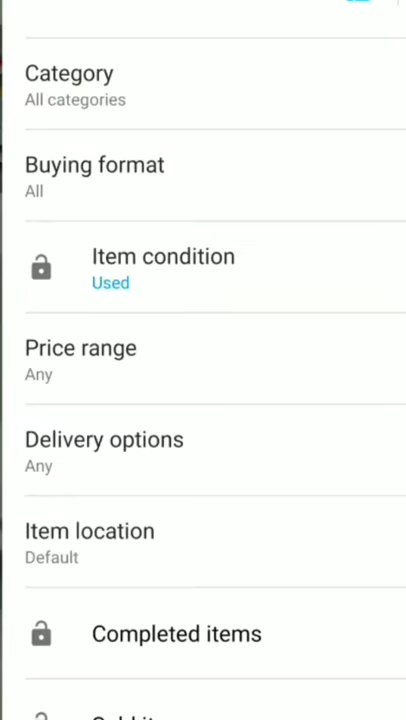 Category
All categories
Buying format
All
Item condition
Used
Price range
Any
Delivery options
Any
Item location
Default
Completed items